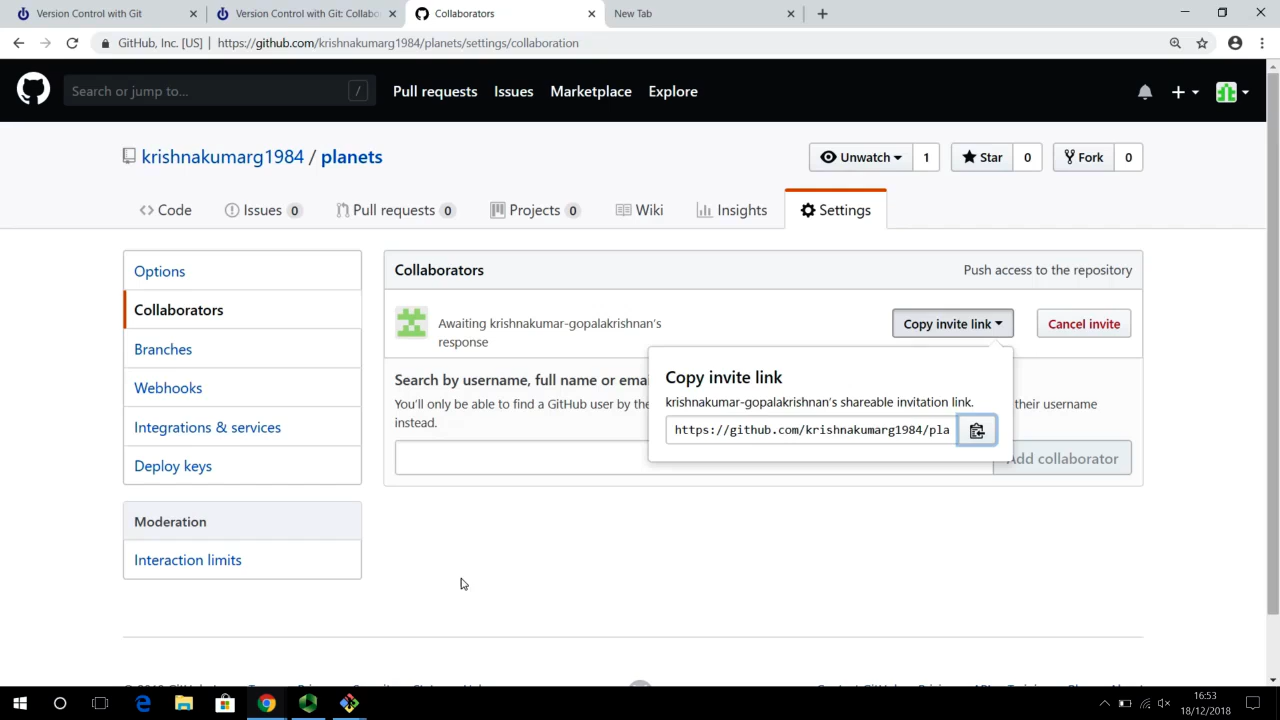 Version Control with Git
Version Control with Git: Collabo
Collaborators
New Tab
GitHub, Inc. [US] | https://github.com/krishnakumarg1984/planets/settings/collaboration
Search or jump to... /
Pull requests Issues Marketplace Explore
krishnakumarg1984 / planets
Unwatch 1 Star 0 Fork 0
<> Code Issues 0 Pull requests 0 Projects 0 Wiki Insights Settings
Options
Collaborators
Branches
Webhooks
Integrations & services
Deploy keys
Moderation
Interaction limits
Collaborators Push access to the repository
Awaiting krishnakumar-gopalakrishnan's
response
Copy invite link Cancel invite
Copy invite link
krishnakumar-gopalakrishnan's shareable invitation link.
https://github.com/krishnakumarg1984/pla
Search by username, full name or emai
You'll only be able to find a GitHub user by the their username
instead.
Add collaborator
16:53
18/12/2018